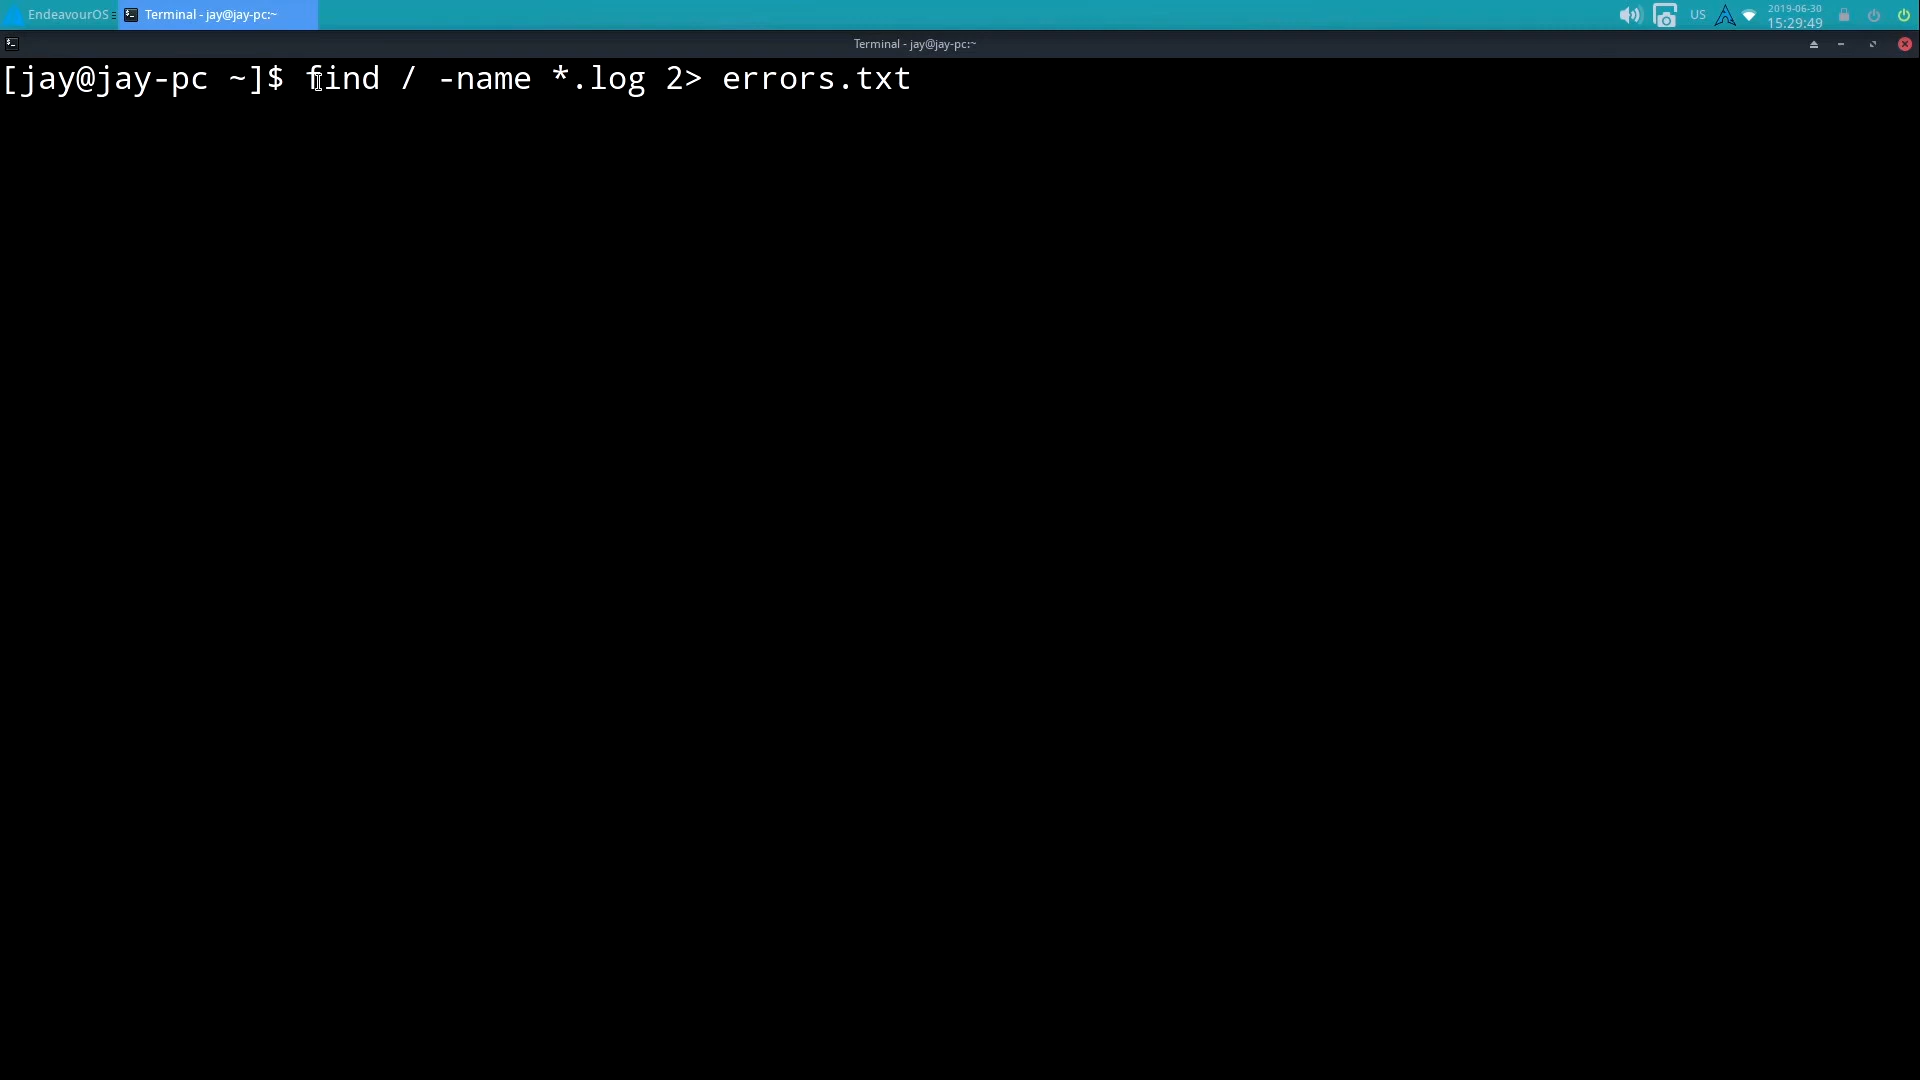 EndeavourOS
Terminal - jay@jay-pc:~
US
2019-06-30
15:29:49
Terminal - jay@jay-pc:~
[jay@jay-pc ~]$ find / -name *.log 2> errors.txt